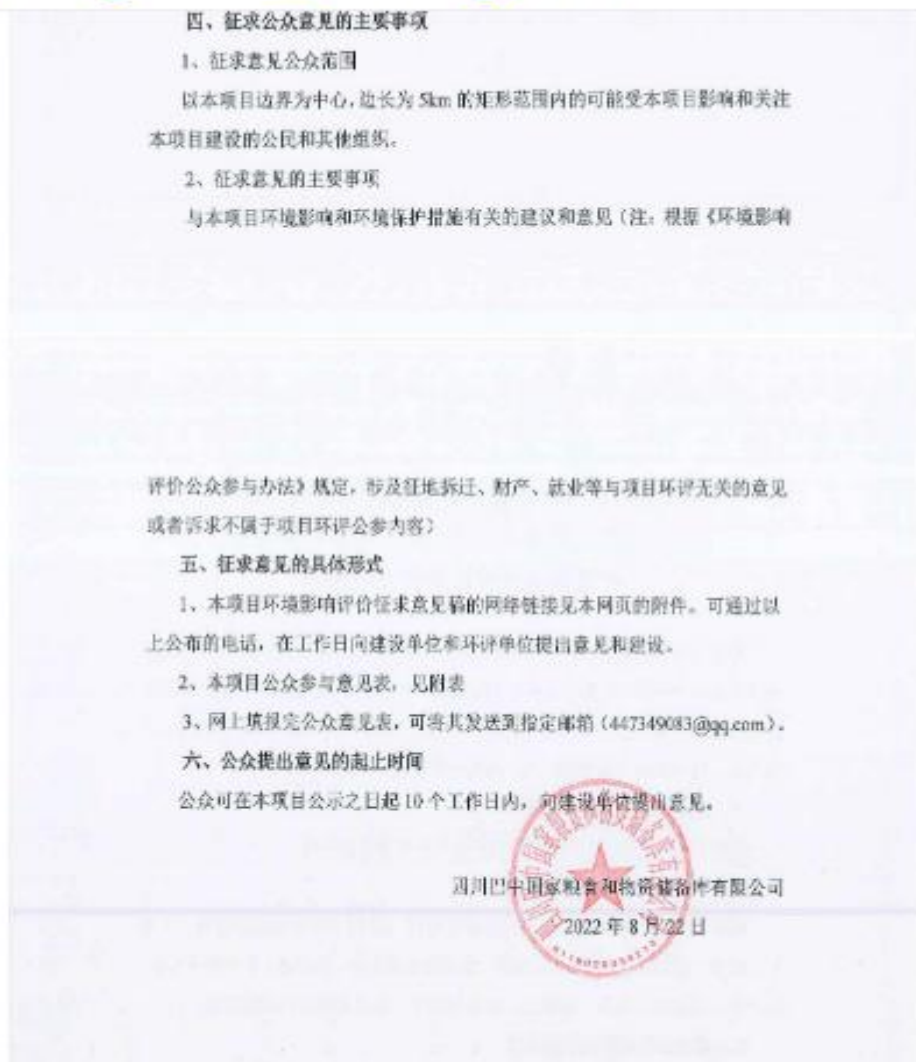 四、征求公众意见的主要事项
1、征求意见公众范围
以本项目边界为中心，边长为 5km 的矩形范围内的可能受本项目影响和关注
本项目建设的公民和其他组织。
2、征求意见的主要事项
与本项目环境影响和环境保护措施有关的建议和意见（注：根据《环境影响
评价公众参与办法》规定，涉及征地拆迁、财产、就业等与项目环评无关的意见
或者诉求不属于项目环评公参内容）
五、征求意见的具体形式
1、本项目环境影响评价征求意见稿的网络链接见本网页的附件。可通过以
上公布的电话，在工作日向建设单位和环评单位提出意见和建设。
2、本项目公众参与意见表，见附表
3、网上填报完公众意见表，可将其发送到指定邮箱（447349083@qq.com）。
六、公众提出意见的起止时间
公众可在本项目公示之日起 10 个工作日内，向建设单位提出意见。
四川巴中国家粮食和物资储备库有限公司
2022 年 8 月 22 日